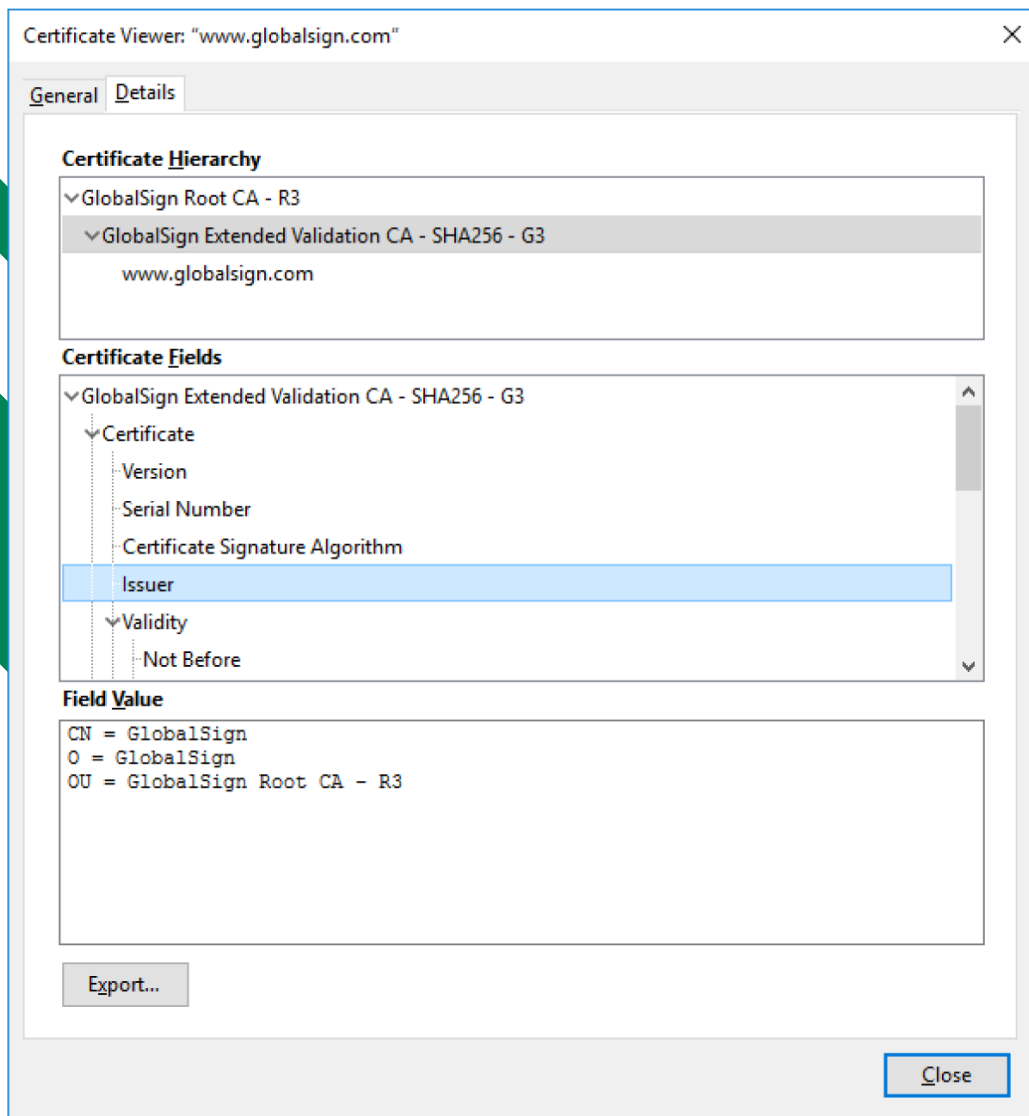 Certificate Viewer: “www.globalsign.com”
General Details
Certificate Hierarchy
GlobalSign Root CA - R3
GlobalSign Extended Validation CA - SHA256 - G3
www.globalsign.com
Certificate Fields
GlobalSign Extended Validation CA - SHA256 - G3
Certificate
Version
Serial Number
Certificate Signature Algorithm
Issuer
Validity
Not Before
Field Value
CN = GlobalSign
O = GlobalSign
OU = GlobalSign Root CA - R3
Export...
Close